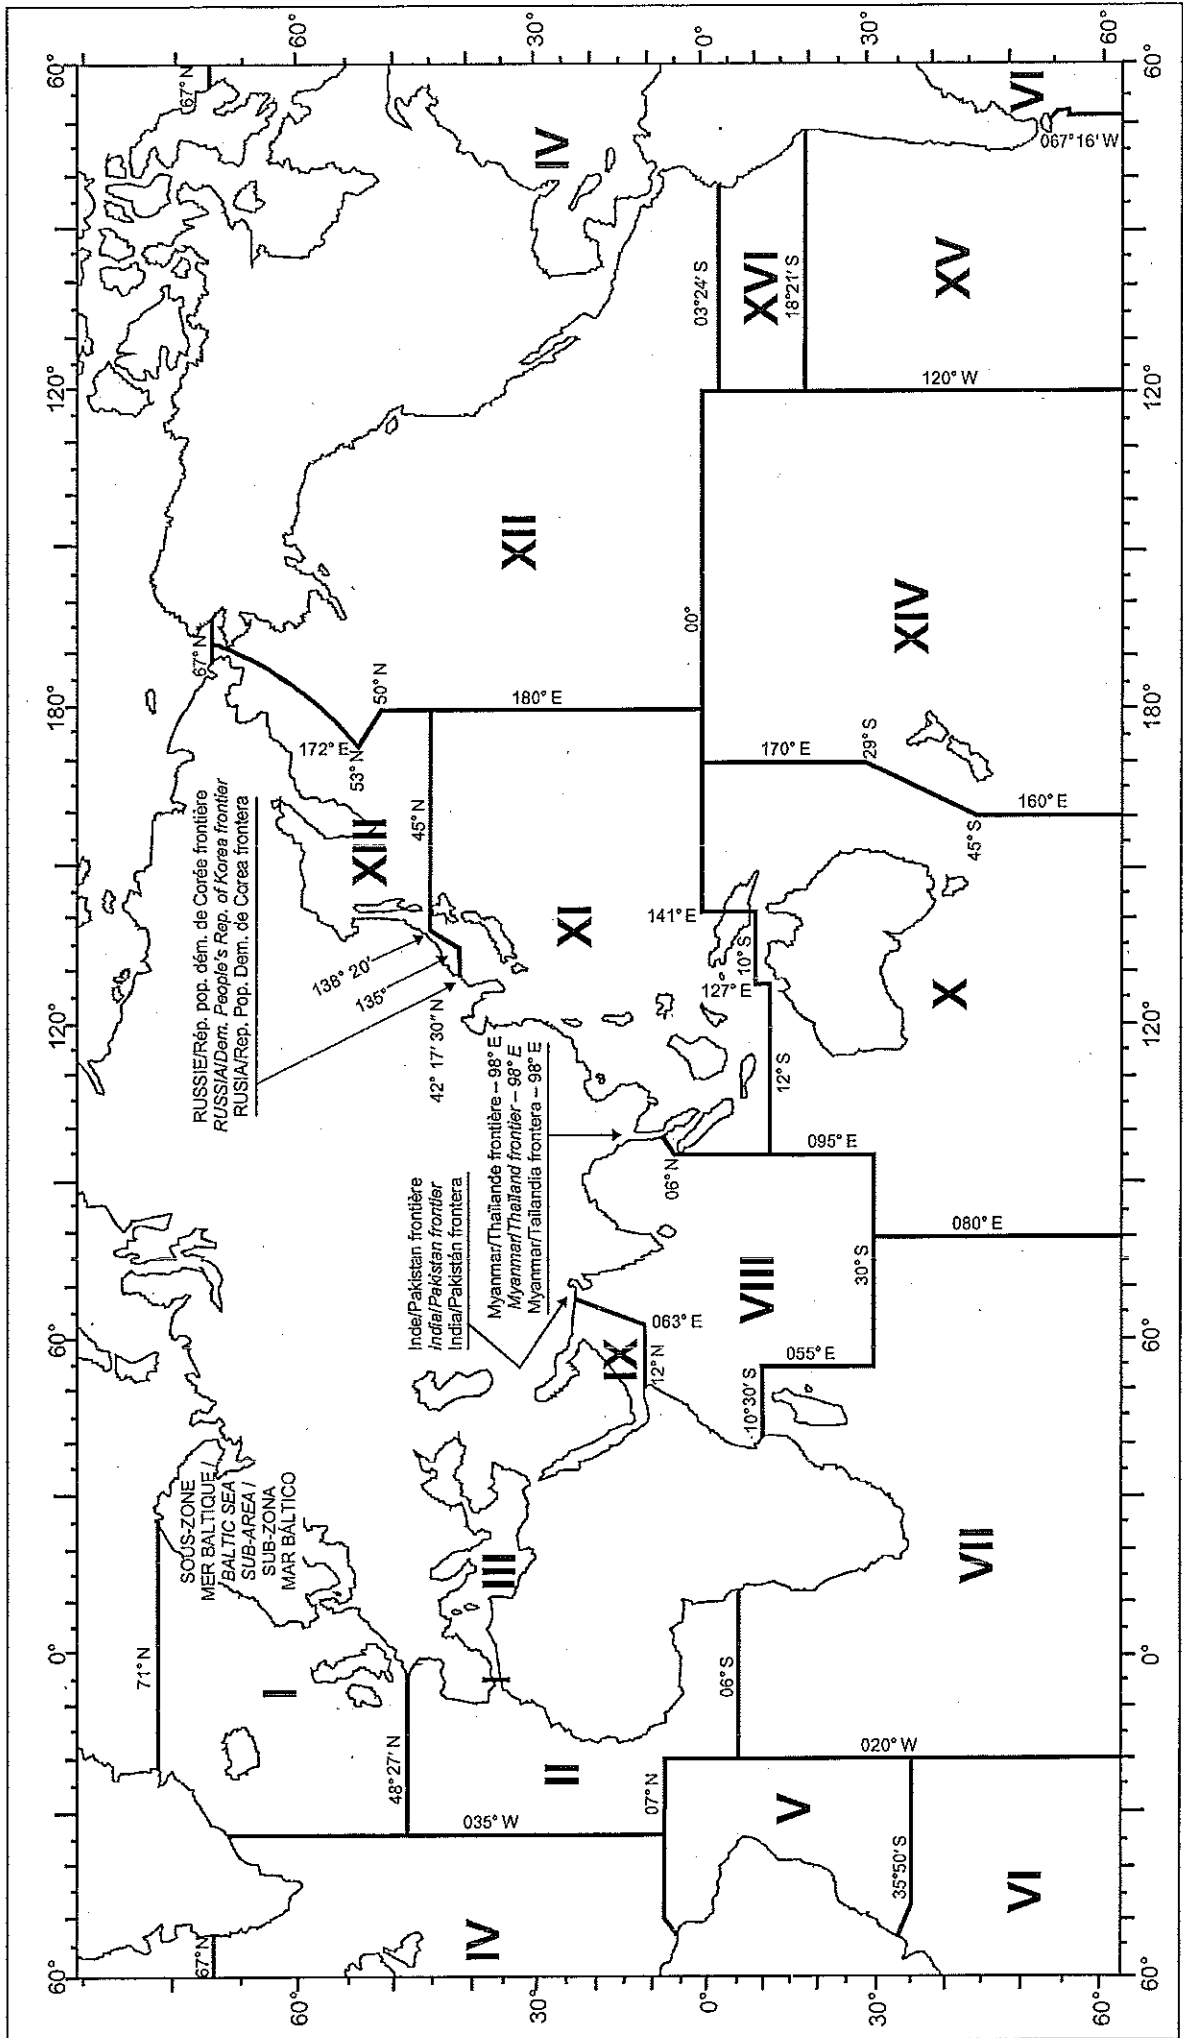 60° 0° 60° 120° 180° 120° 60°
71° N
67° N
67° N
67° N
SOUS-ZONE
MER BALTIQUE /
BALTIC SEA
SUB-AREA /
SUB-ZONA
MAR BÁLTICO
RUSSIE/Rép. pop. dém. de Corée frontière
RUSSIA/Dem. People's Rep. of Korea frontier
RUSIA/Rep. Pop. Dem. de Corea frontera
60°
60°
I
172° E
53° N
50° N
138° 20'
135°
XIII
48°27' N
45° N
42° 17' 30" N
Inde/Pakistan frontière
India/Pakistan frontier
India/Pakistán frontera
Myanmar/Thaïlande frontière – 98° E
Myanmar/Thailand frontier – 98° E
Myanmar/Tailandia frontera – 98° E
035° W
180° E
IV
III
XII
30°
30°
II
XI
IV
IX
12° N
063° E
06° N
07° N
141° E
00°
03°24' S
0°
0°
06° S
127° E
10° S
10°30' S
VIII
XVI
12° S
170° E
18°21' S
V
055° E
095° E
30° S
29° S
30°
30°
020° W
35°50' S
XIV
X
XV
VII
080° E
45° S
160° E
120° W
VI
VI
067°16' W
60°
60°
60° 0° 60° 120° 180° 120° 60°